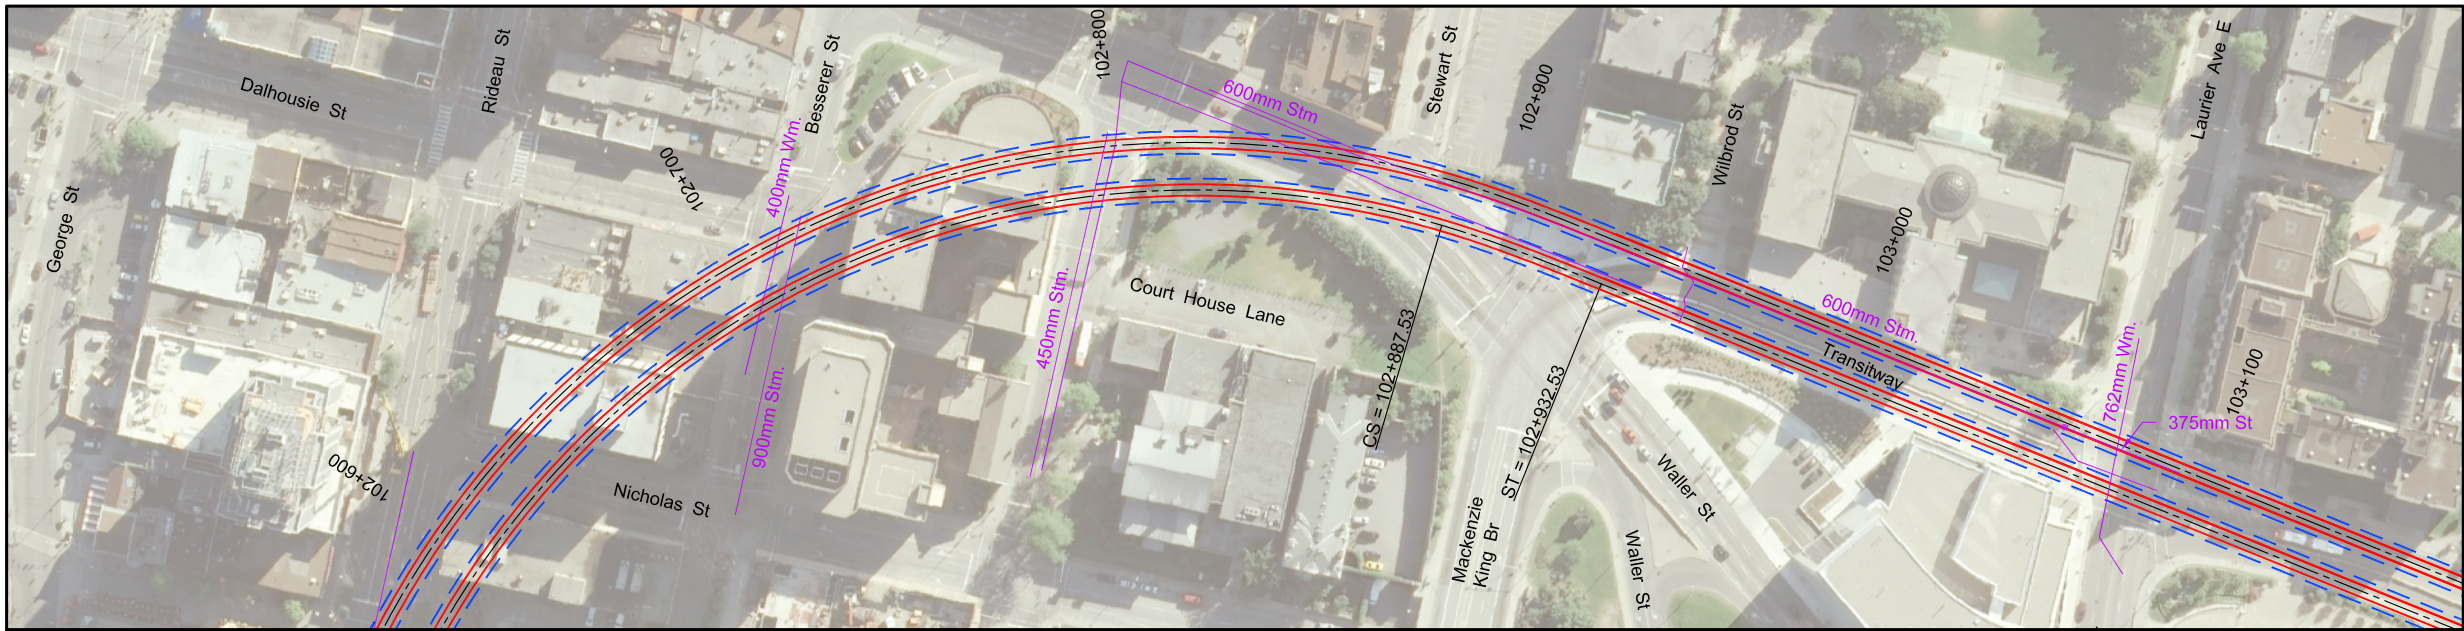 George St
Dalhousie St
Rideau St
102+600
102+700
Nicholas St
400mm Wm.
900mm Stm.
Besserer St
450mm Stm.
102+800
Court House Lane
600mm Stm
CS = 102+887.53
Stewart St
102+900
ST = 102+932.53
Mackenzie
King Br
Waller St
Waller St
Wilbrod St
Transitway
600mm Stm.
103+000
762mm Wm.
375mm St
Laurier Ave E
103+100